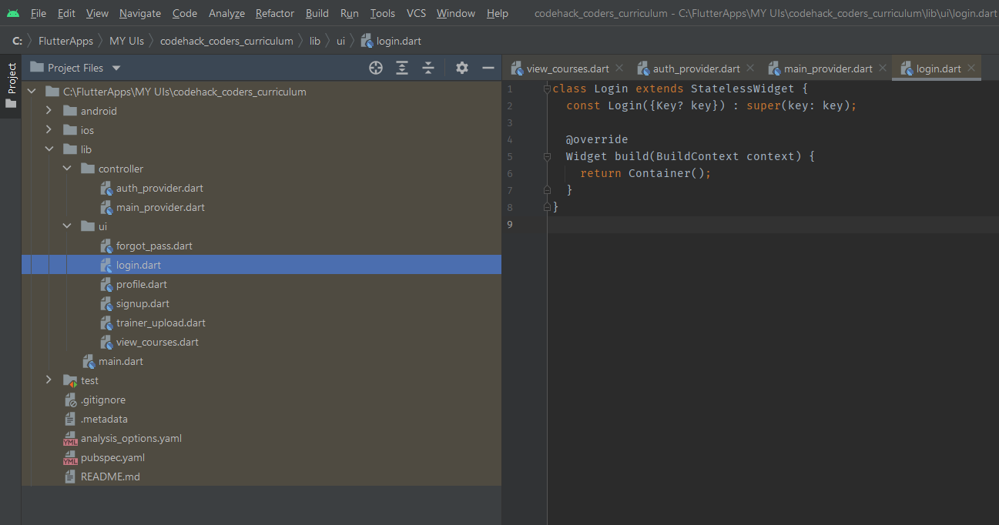 File Edit View Navigate Code Analyze Refactor Build Run Tools VCS Window Help codehack_coders_curriculum - C:\FlutterApps\MY UIs\codehack_coders_curriculum\lib\ui\login.dart
C: FlutterApps MY UIs codehack_coders_curriculum lib ui login.dart
Project
Project Files
C:\FlutterApps\MY UIs\codehack_coders_curriculum
android
ios
lib
controller
auth_provider.dart
main_provider.dart
ui
forgot_pass.dart
login.dart
profile.dart
signup.dart
trainer_upload.dart
view_courses.dart
main.dart
test
.gitignore
.metadata
YML analysis_options.yaml
YML pubspec.yaml
README.md
view_courses.dart auth_provider.dart main_provider.dart login.dart
1 class Login extends StatelessWidget {
2 const Login({Key? key}) : super(key: key);
3
4 @override
5 Widget build(BuildContext context) {
6 return Container();
7 }
8 }
9